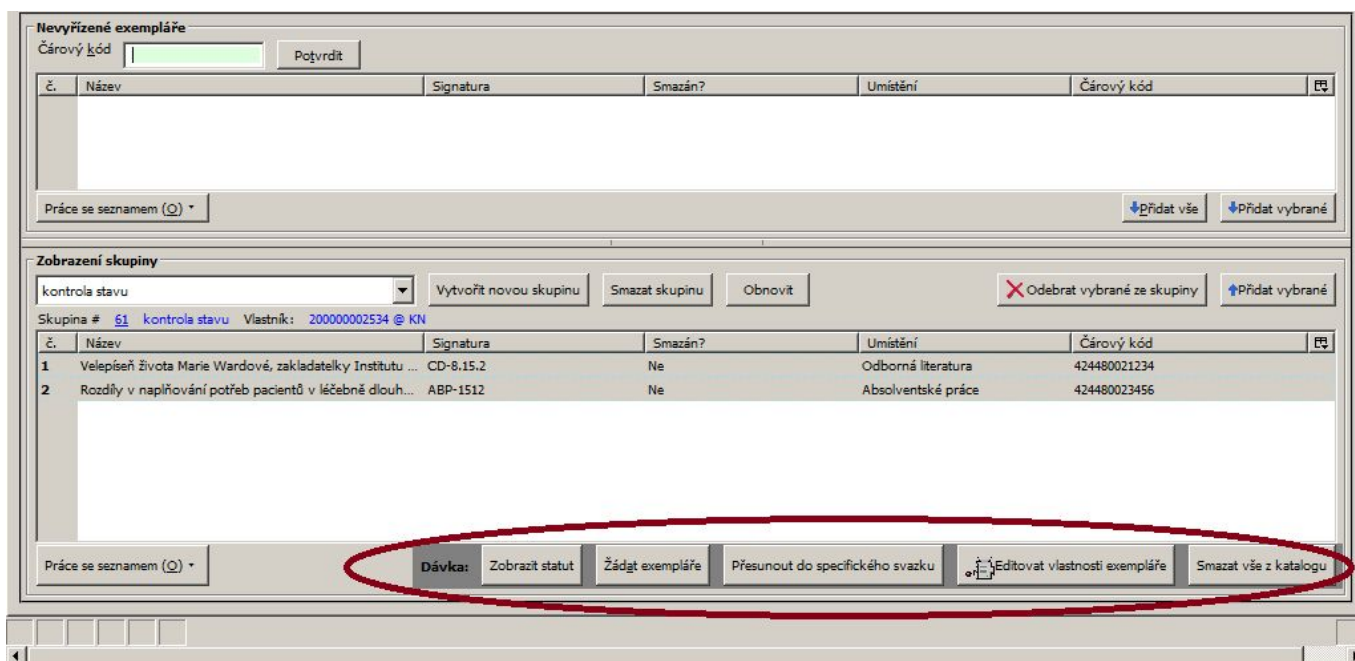 Nevyřízené exempláře
Čárový kód Potvrdit
č. Název Signatura Smazán? Umístění Čárový kód
Práce se seznamem (O) Přidat vše Přidat vybrané
Zobrazení skupiny
kontrola stavu Vytvořit novou skupinu Smazat skupinu Obnovit Odebrat vybrané ze skupiny Přidat vybrané
Skupina # 61 kontrola stavu Vlastník: 200000002534 @ KN
č. Název Signatura Smazán? Umístění Čárový kód
1 Velepíseň života Marie Wardové, zakladatelky Institutu ... CD-8.15.2 Ne Odborná literatura 424480021234
2 Rozdíly v naplňování potřeb pacientů v léčebně dlouh... ABP-1512 Ne Absolventské práce 424480023456
Práce se seznamem (O) Dávka: Zobrazit statut Žádat exempláře Přesunout do specifického svazku Editovat vlastnosti exempláře Smazat vše z katalogu